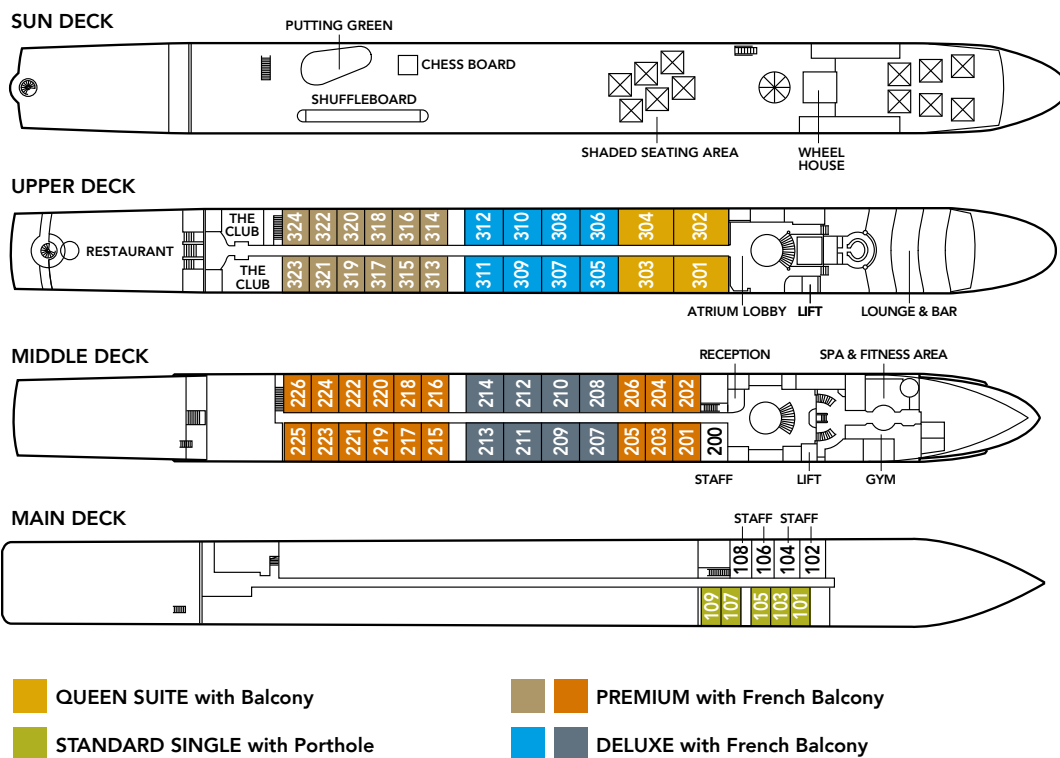 SUN DECK
PUTTING GREEN
CHESS BOARD
SHUFFLEBOARD
SHADED SEATING AREA
WHEEL
HOUSE
UPPER DECK
THE
CLUB
324 322 320 318 316 314 312 310 308 306 304 302
RESTAURANT
THE
CLUB
323 321 319 317 315 313 311 309 307 305 303 301
ATRIUM LOBBY LIFT LOUNGE & BAR
MIDDLE DECK
RECEPTION SPA & FITNESS AREA
226 224 222 220 218 216 214 212 210 208 206 204 202
225 223 221 219 217 215 213 211 209 207 205 203 201 200
STAFF LIFT GYM
MAIN DECK
STAFF STAFF
108 106 104 102
109 107 105 103 101
QUEEN SUITE with Balcony
PREMIUM with French Balcony
STANDARD SINGLE with Porthole
DELUXE with French Balcony